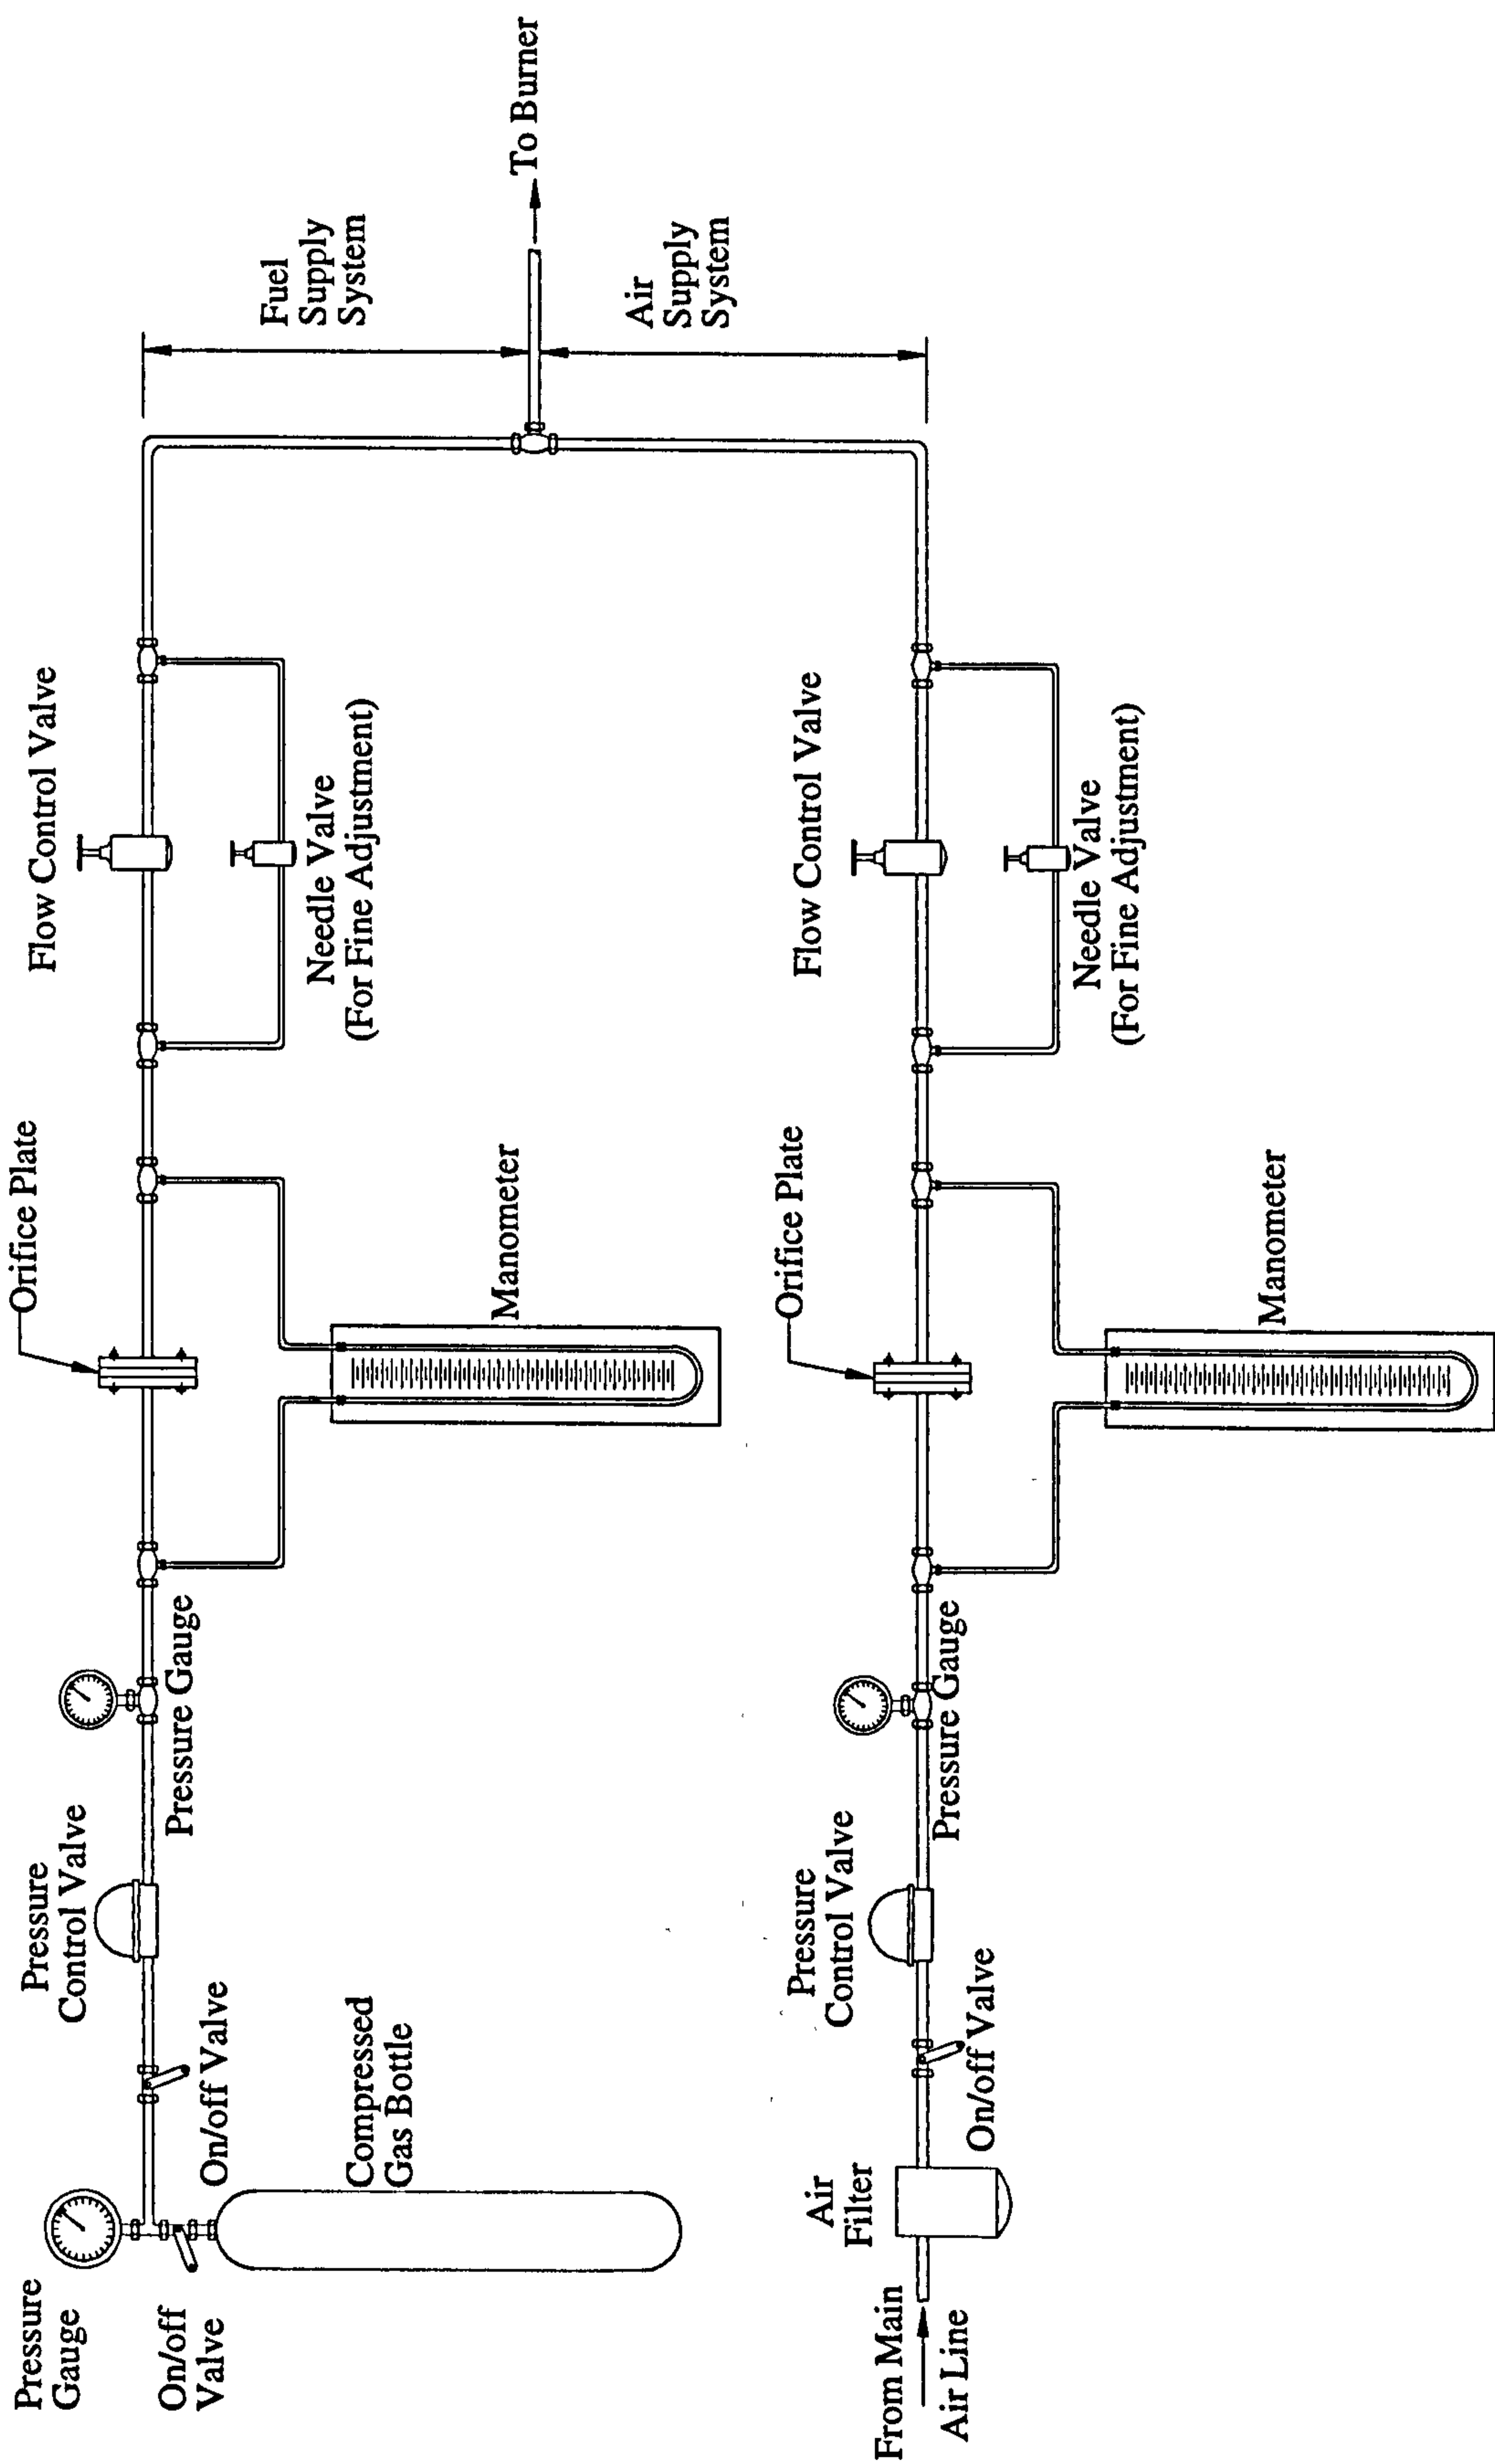 Pressure
Gauge
On/off
Valve
On/off Valve
Compressed
Gas Bottle
Pressure
Control Valve
Pressure Gauge
Orifice Plate
Manometer
Flow Control Valve
Needle Valve
(For Fine Adjustment)
Fuel
Supply
System
To Burner
Air
Supply
System
From Main
Air Line
Air
Filter
On/off Valve
Pressure
Control Valve
Pressure Gauge
Orifice Plate
Manometer
Flow Control Valve
Needle Valve
(For Fine Adjustment)